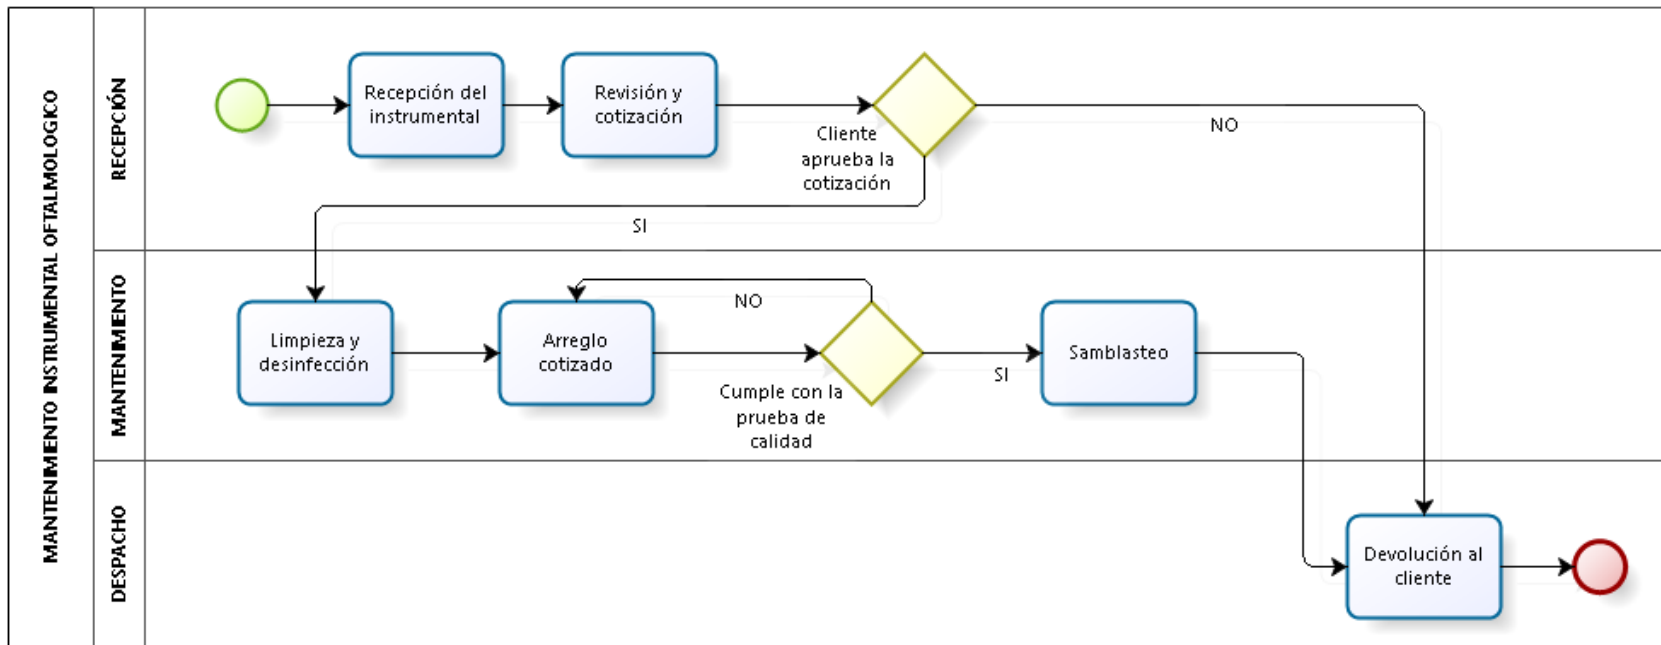 MANTENIMIENTO INSTRUMENTAL OFTALMOLOGICO
RECEPCIÓN
Recepción del
instrumental
Revisión y
cotización
Cliente
aprueba la
cotización
NO
SI
MANTENIMIENTO
Limpieza y
desinfección
Arreglo
cotizado
NO
Cumple con la
prueba de
calidad
SI
Samblasteo
DESPACHO
Devolución al
cliente